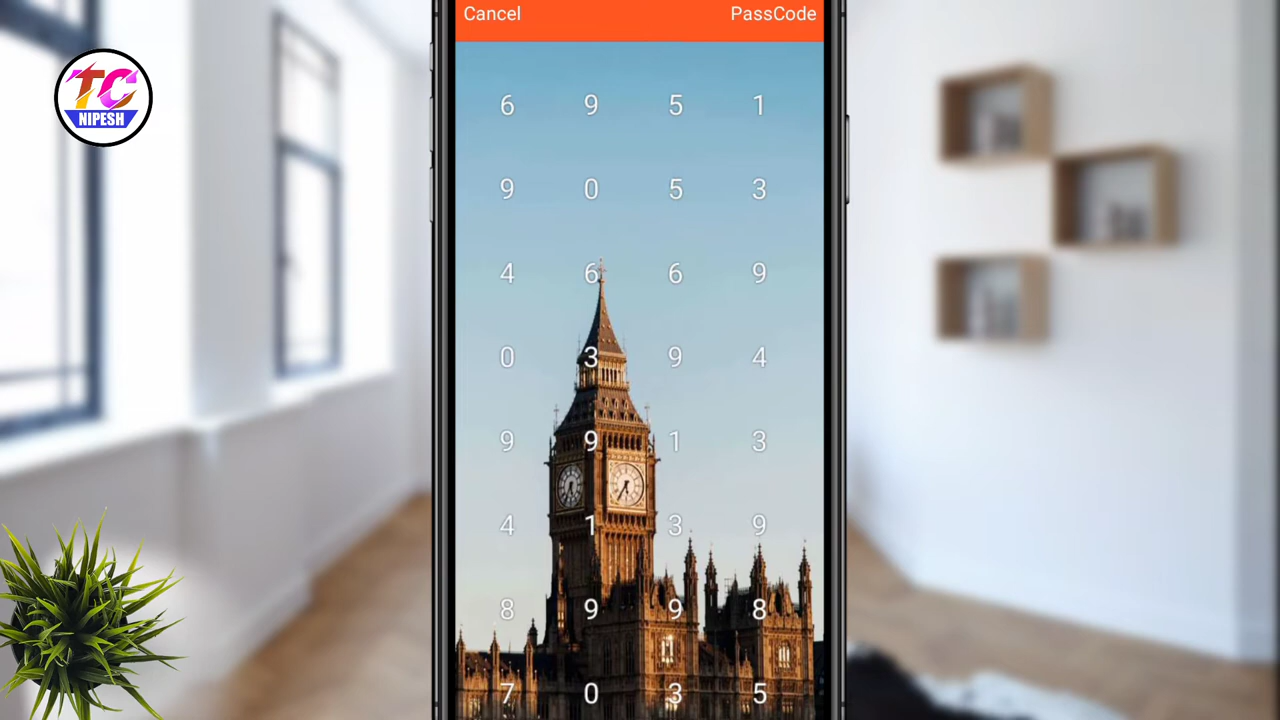 Cancel PassCode
TC
NIPESH
6 9 5 1
9 0 5 3
4 6 6 9
0 3 9 4
9 9 1 3
4 1 3 9
8 9 9 8
7 0 3 5